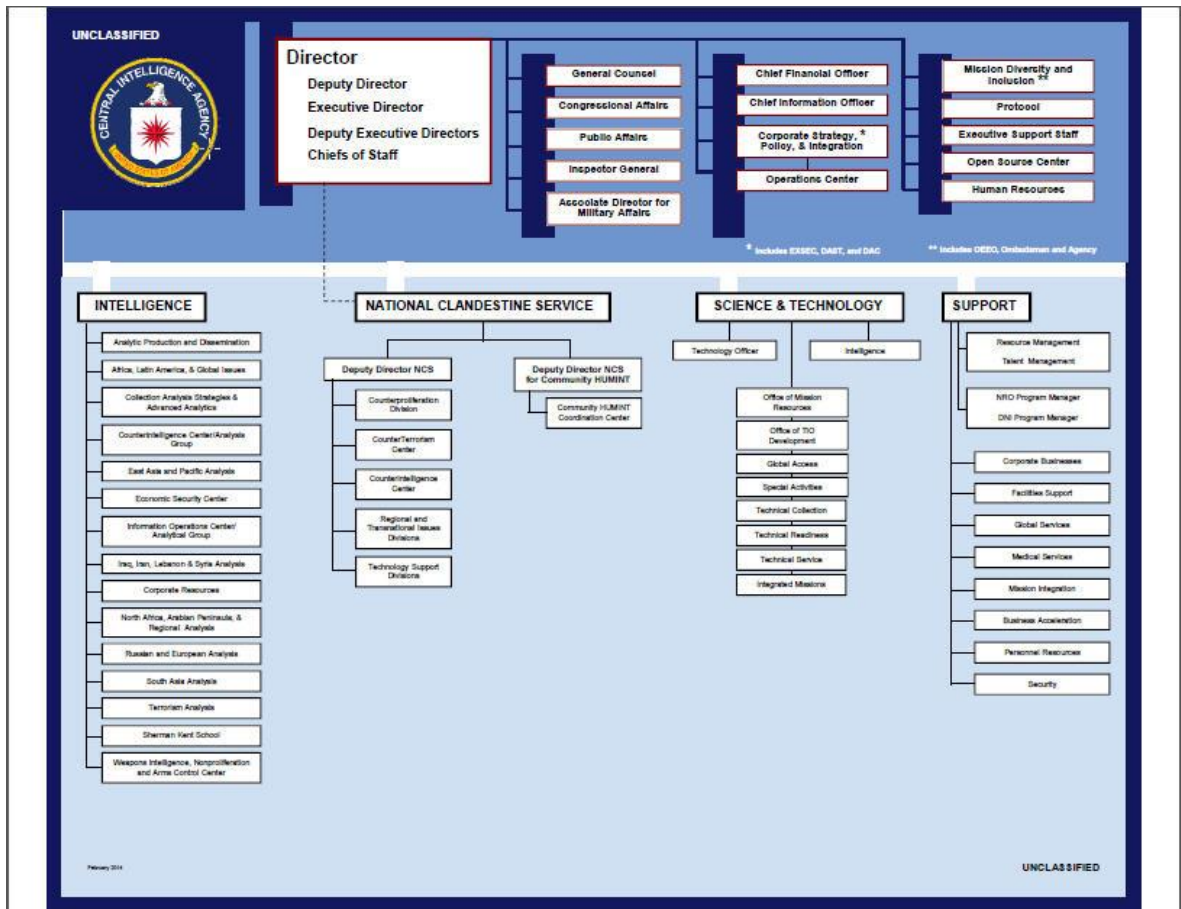 UNCLASSIFIED
CENTRAL INTELLIGENCE AGENCY
UNITED STATES OF AMERICA
Director
Deputy Director
Executive Director
Deputy Executive Directors
Chiefs of Staff
General Counsel
Congressional Affairs
Public Affairs
Inspector General
Associate Director for
Military Affairs
Chief Financial Officer
Chief Information Officer
Corporate Strategy, *
Policy, & Integration
Operations Center
* Includes EXSEC, DAST, and DAC
Mission Diversity and
Inclusion **
Protocol
Executive Support Staff
Open Source Center
Human Resources
** Includes OEEO, Ombudsman and Agency
INTELLIGENCE
Analytic Production and Dissemination
Africa, Latin America, & Global Issues
Collection Analysis Strategies &
Advanced Analytics
Counterintelligence Center/Analysis
Group
East Asia and Pacific Analysis
Economic Security Center
Information Operations Center/
Analytical Group
Iraq, Iran, Lebanon & Syria Analysis
Corporate Resources
North Africa, Arabian Peninsula, &
Regional Analysis
Russian and European Analysis
South Asia Analysis
Terrorism Analysis
Sherman Kent School
Weapons Intelligence, Nonproliferation
and Arms Control Center
NATIONAL CLANDESTINE SERVICE
Deputy Director NCS
Counterproliferation
Division
CounterTerrorism
Center
Counterintelligence
Center
Regional and
Transnational Issues
Divisions
Technology Support
Divisions
Deputy Director NCS
for Community HUMINT
Community HUMINT
Coordination Center
SCIENCE & TECHNOLOGY
Technology Officer
Intelligence
Office of Mission
Resources
Office of TIO
Development
Global Access
Special Activities
Technical Collection
Technical Readiness
Technical Service
Integrated Missions
SUPPORT
Resource Management
Talent Management
NRO Program Manager
DNI Program Manager
Corporate Businesses
Facilities Support
Global Services
Medical Services
Mission Integration
Business Acceleration
Personnel Resources
Security
February 2014
UNCLASSIFIED